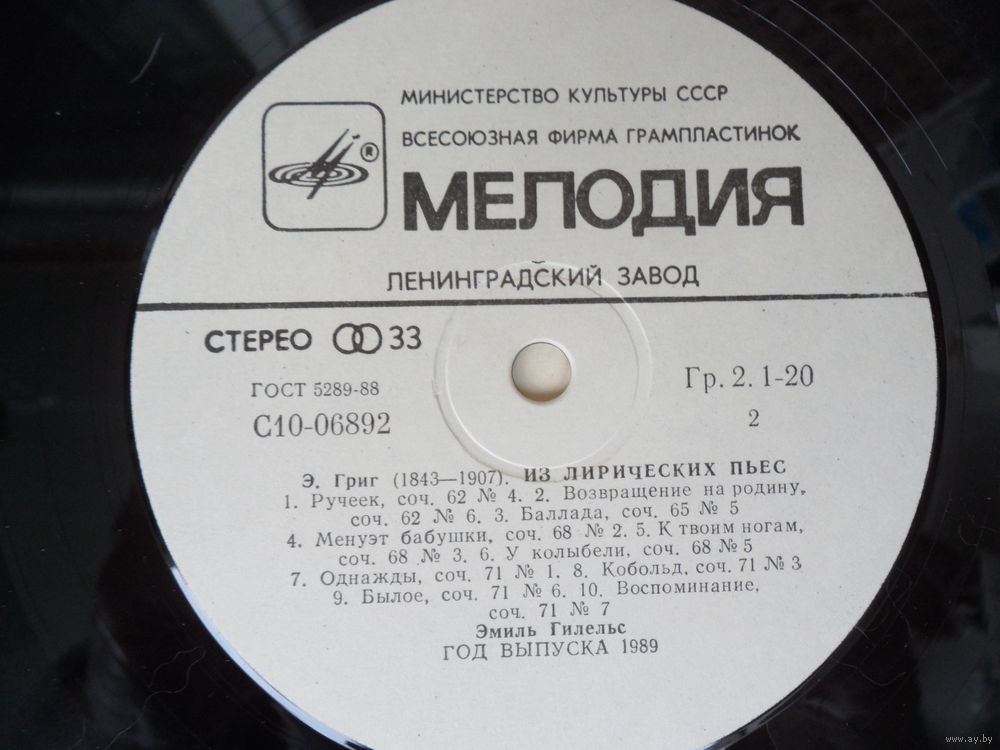 МИНИСТЕРСТВО КУЛЬТУРЫ СССР
ВСЕСОЮЗНАЯ ФИРМА ГРАМПЛАСТИНОК
®
МЕЛОДИЯ
ЛЕНИНГРАДСКИЙ ЗАВОД
СТЕРЕО 33
ГОСТ 5289-88
Гр. 2. 1-20
С10-06892
2
Э. Григ (1843—1907). ИЗ ЛИРИЧЕСКИХ ПЬЕС
1. Ручеек, соч. 62 № 4. 2. Возвращение на родину,
соч. 62 № 6. 3. Баллада, соч. 65 № 5
4. Менуэт бабушки, соч. 68 № 2. 5. К твоим ногам,
соч. 68 № 3. 6. У колыбели, соч. 68 № 5
7. Однажды, соч. 71 № 1. 8. Кобольд, соч. 71 № 3
9. Былое, соч. 71 № 6. 10. Воспоминание,
соч. 71 № 7
Эмиль Гилельс
ГОД ВЫПУСКА 1989
www.ay.by